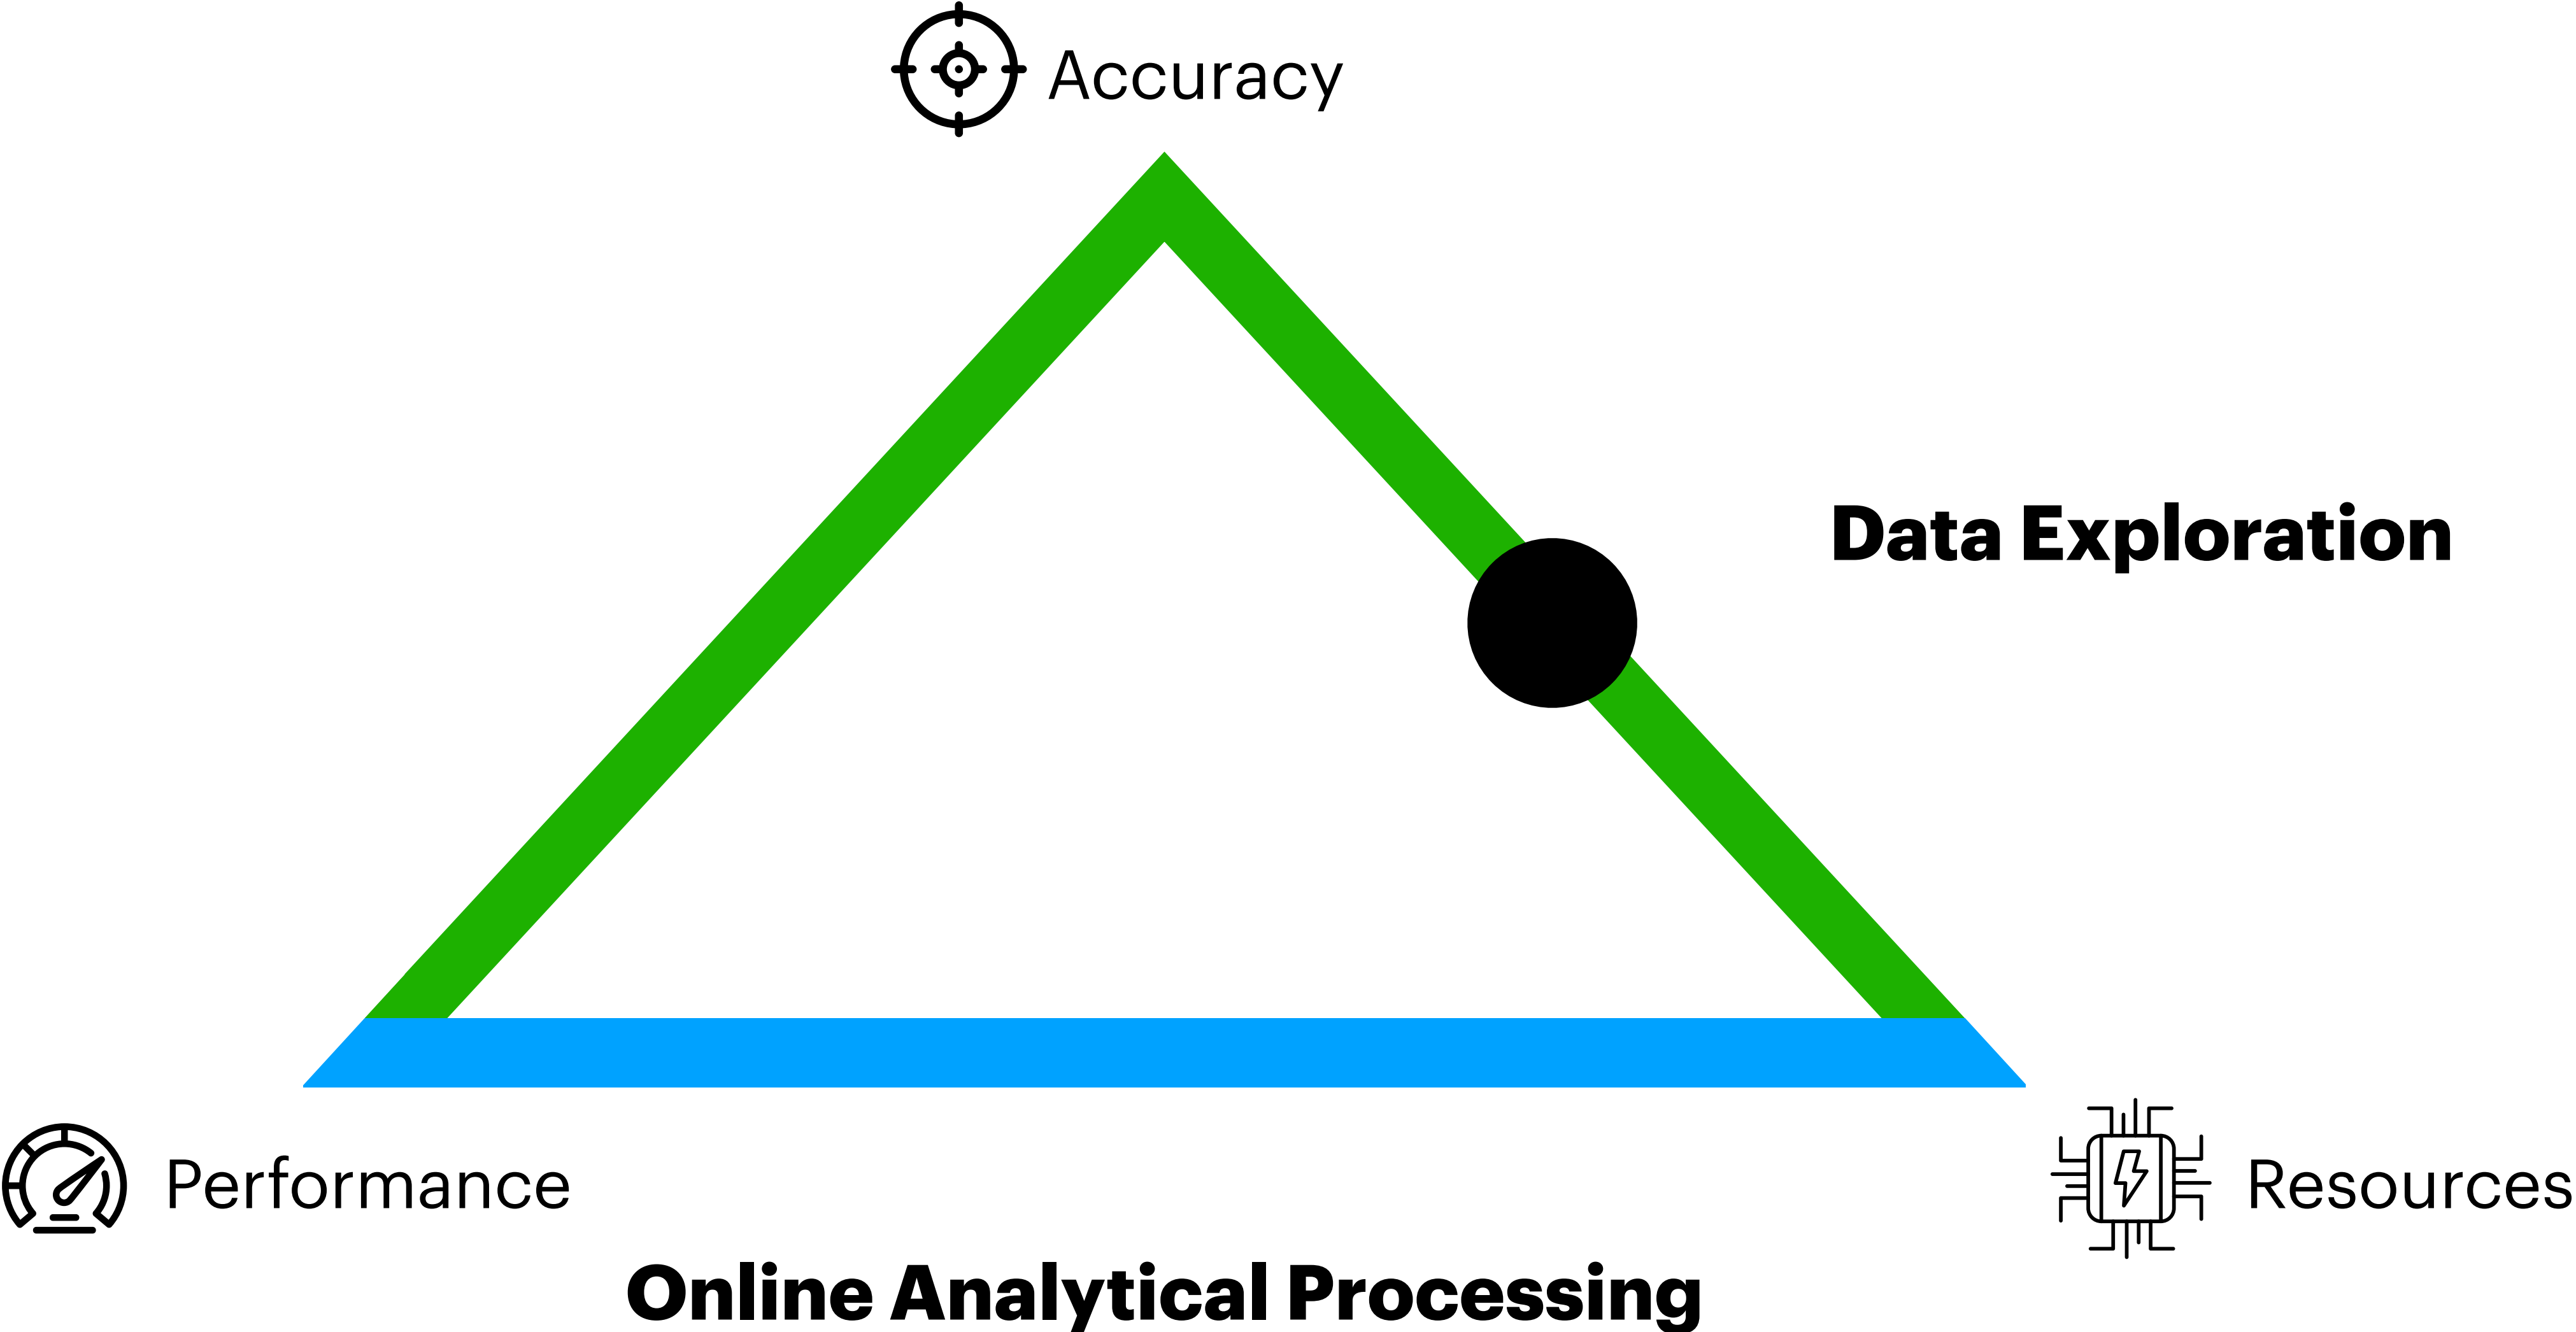 Accuracy
Data Exploration
Performance
Resources
Online Analytical Processing